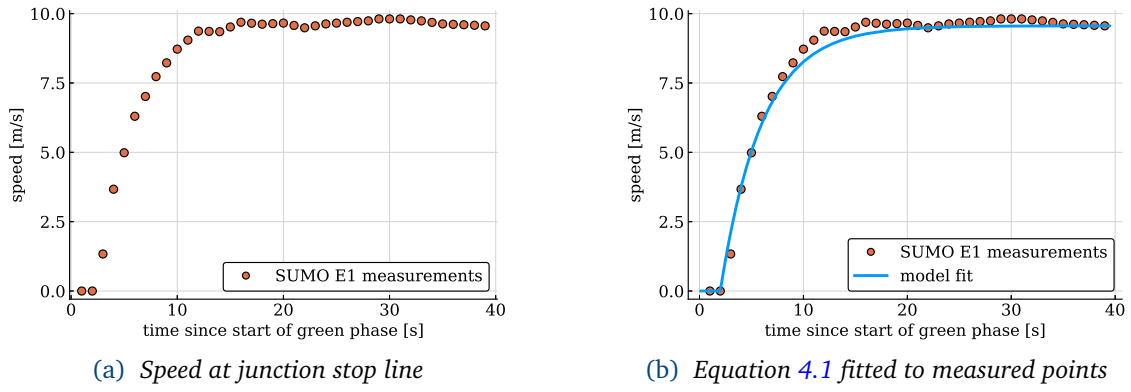 10.0
7.5
5.0
2.5
0.0
speed [m/s]
SUMO E1 measurements
0 10 20 30 40
time since start of green phase [s]
(a) Speed at junction stop line
10.0
7.5
5.0
2.5
0.0
speed [m/s]
SUMO E1 measurements
model fit
0 10 20 30 40
time since start of green phase [s]
(b) Equation 4.1 fitted to measured points